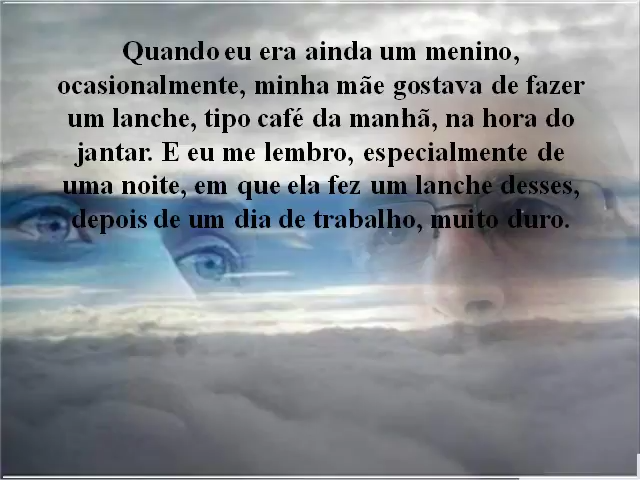 Quando eu era ainda um menino,
ocasionalmente, minha mãe gostava de fazer
um lanche, tipo café da manhã, na hora do
jantar. E eu me lembro, especialmente de
uma noite, em que ela fez um lanche desses,
depois de um dia de trabalho, muito duro.